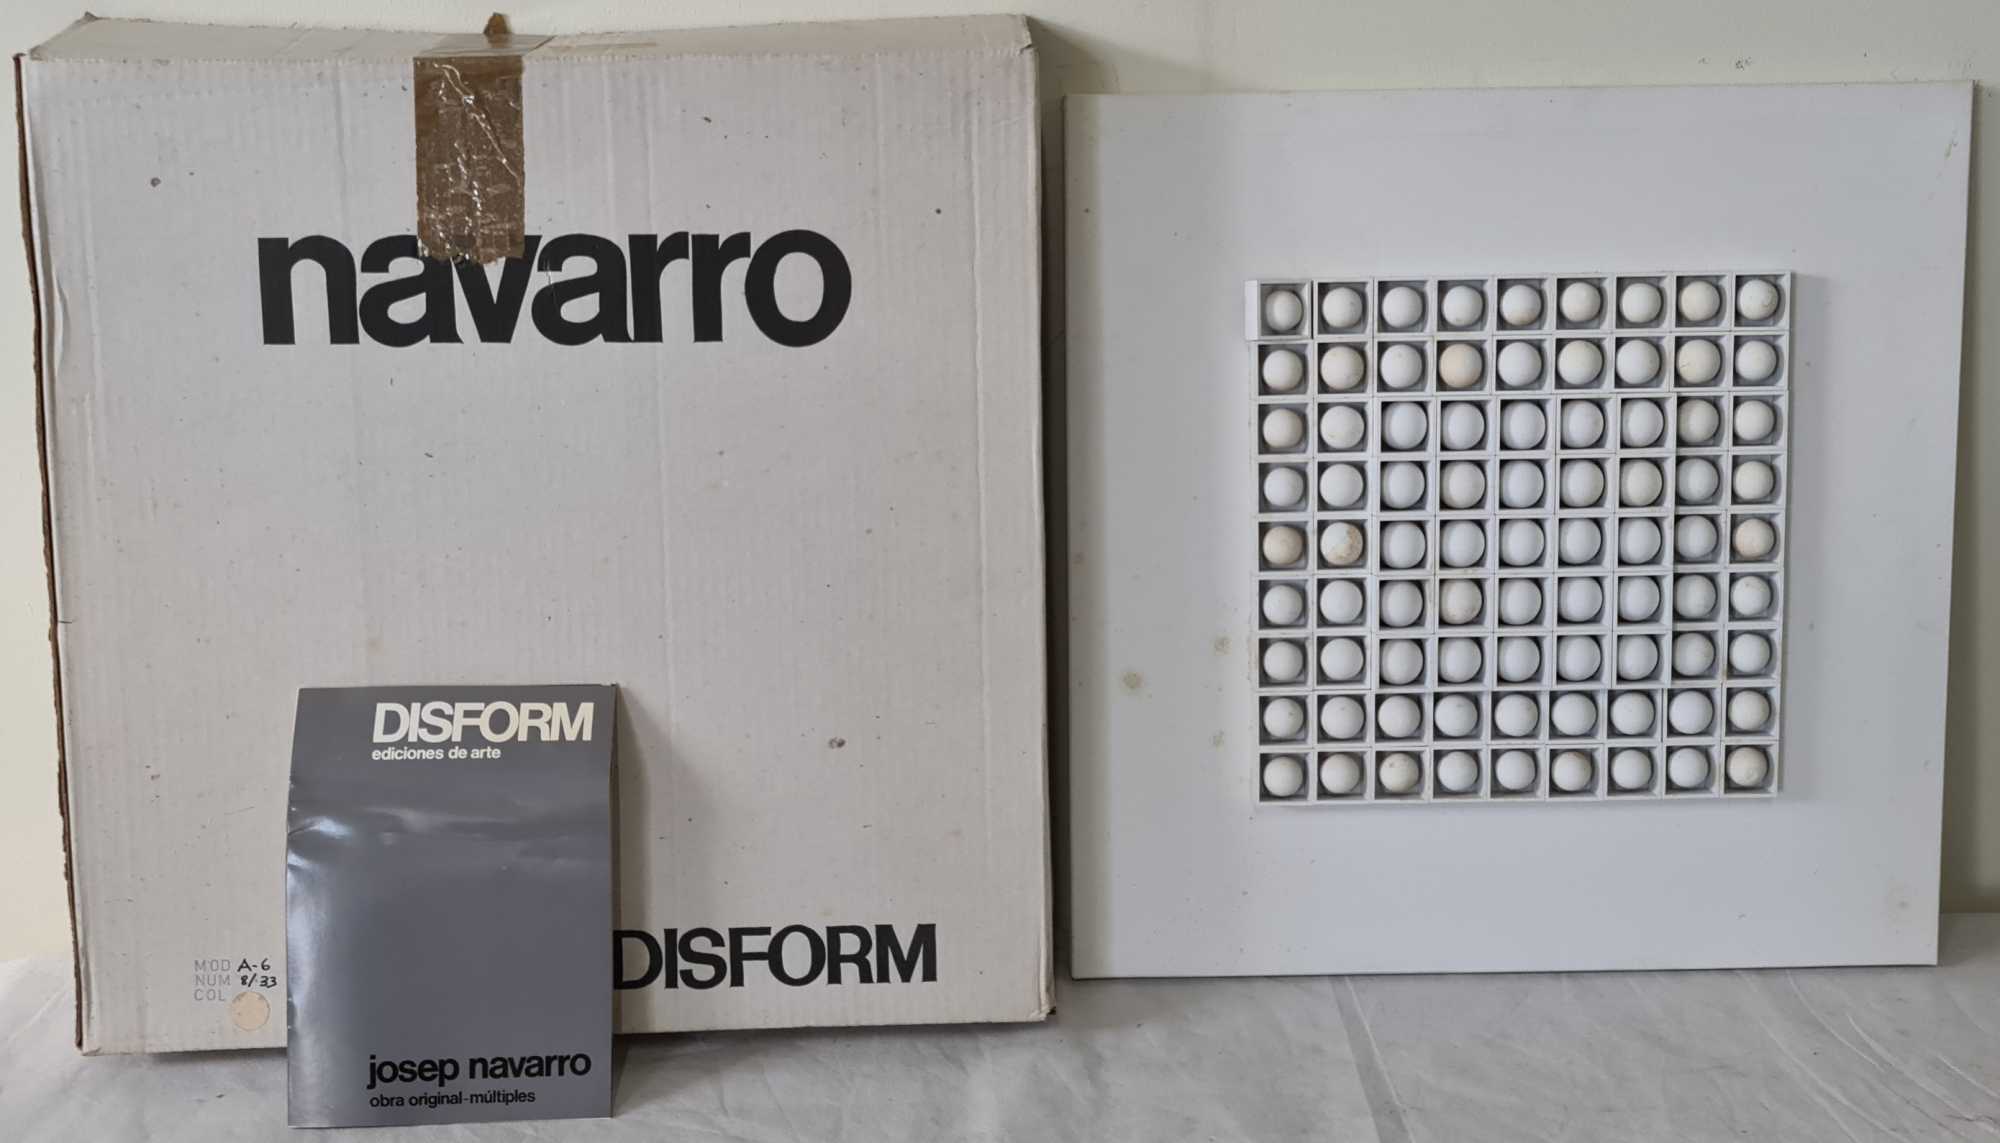 navarro
DISFORM
MOD A-6
NUM 8/33
COL
DISFORM
ediciones de arte
josep navarro
obra original-múltiples